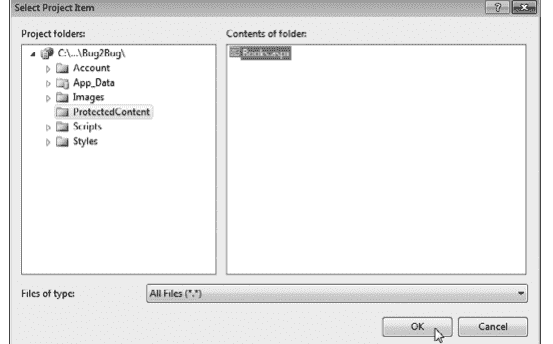 Select Project Item
Project folders:
Contents of folder:
C:\...\Bug2Bug\
Account
App_Data
Images
ProtectedContent
Scripts
Styles
Files of type:
All Files (*.*)
OK
Cancel